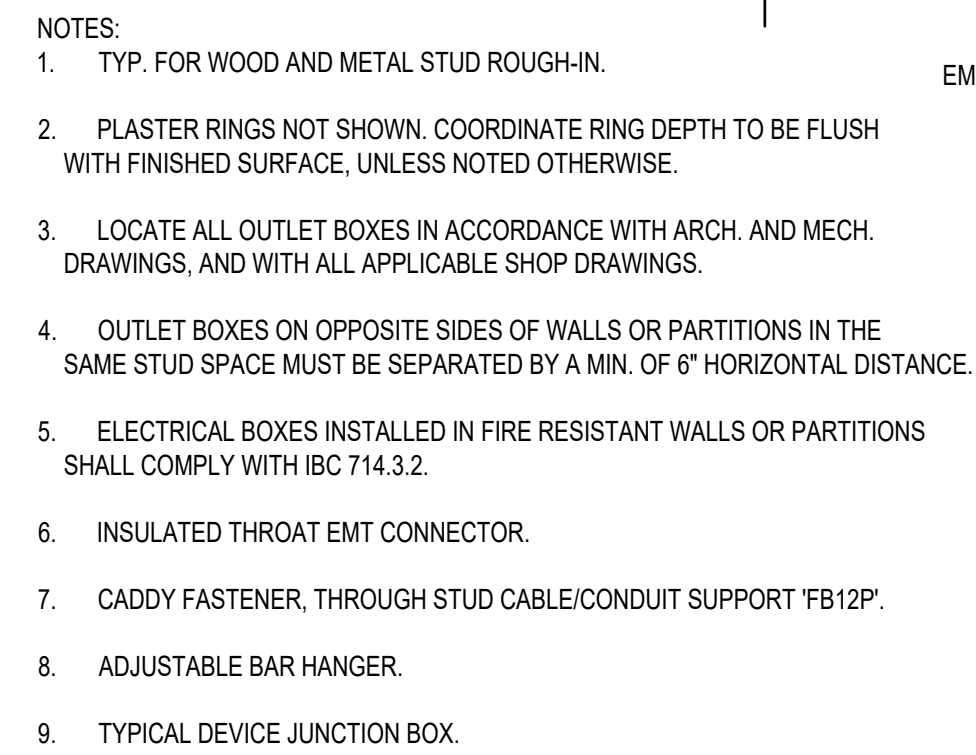 NOTES:
1. TYP. FOR WOOD AND METAL STUD ROUGH-IN.
EM
2. PLASTER RINGS NOT SHOWN. COORDINATE RING DEPTH TO BE FLUSH
WITH FINISHED SURFACE, UNLESS NOTED OTHERWISE.
3. LOCATE ALL OUTLET BOXES IN ACCORDANCE WITH ARCH. AND MECH.
DRAWINGS, AND WITH ALL APPLICABLE SHOP DRAWINGS.
4. OUTLET BOXES ON OPPOSITE SIDES OF WALLS OR PARTITIONS IN THE
SAME STUD SPACE MUST BE SEPARATED BY A MIN. OF 6" HORIZONTAL DISTANCE.
5. ELECTRICAL BOXES INSTALLED IN FIRE RESISTANT WALLS OR PARTITIONS
SHALL COMPLY WITH IBC 714.3.2.
6. INSULATED THROAT EMT CONNECTOR.
7. CADDY FASTENER, THROUGH STUD CABLE/CONDUIT SUPPORT 'FB12P'.
8. ADJUSTABLE BAR HANGER.
9. TYPICAL DEVICE JUNCTION BOX.